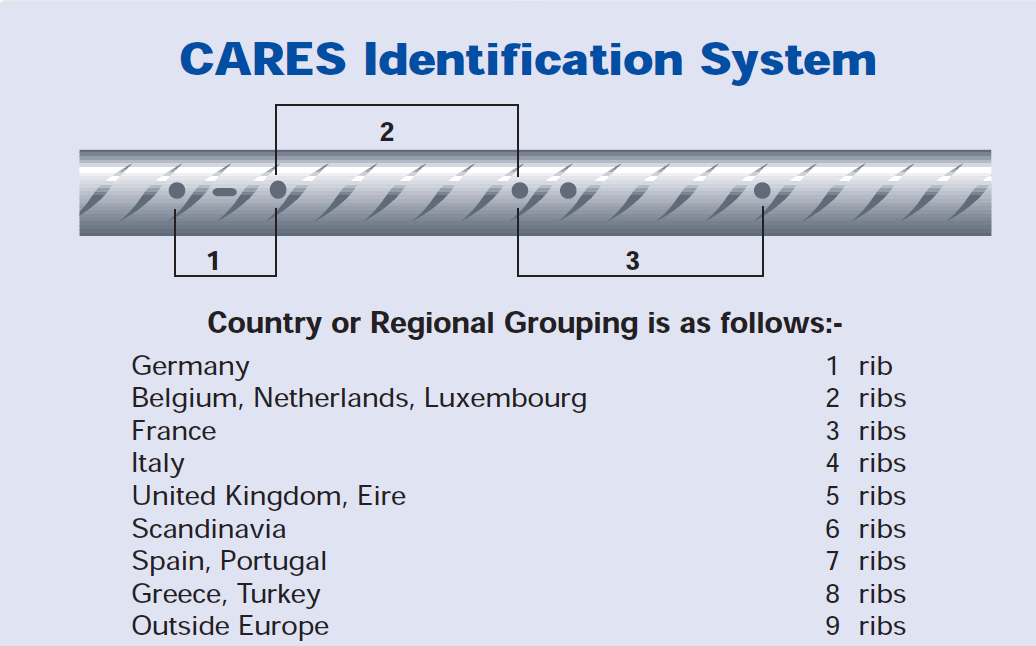 CARES Identification System
2
1
3
Country or Regional Grouping is as follows:-
Germany 1 rib
Belgium, Netherlands, Luxembourg 2 ribs
France 3 ribs
Italy 4 ribs
United Kingdom, Eire 5 ribs
Scandinavia 6 ribs
Spain, Portugal 7 ribs
Greece, Turkey 8 ribs
Outside Europe 9 ribs